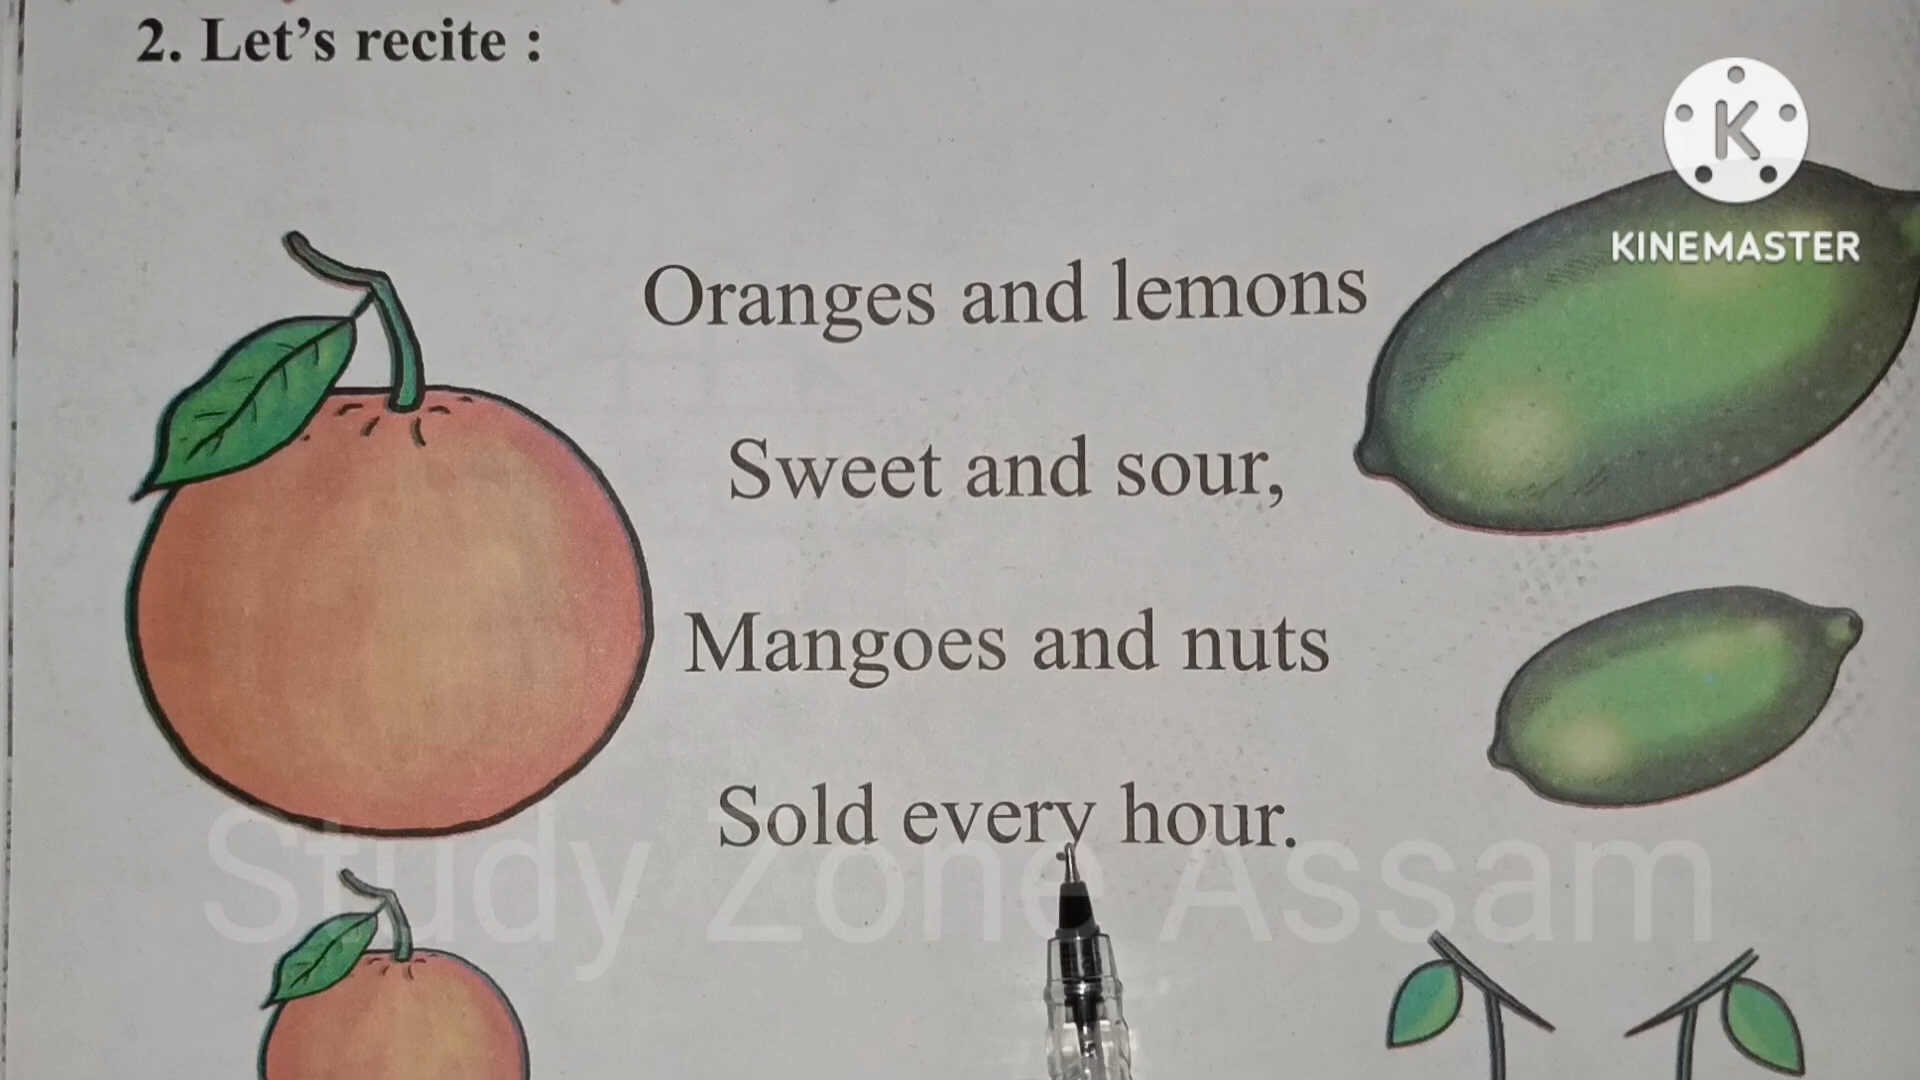 2. Let's recite :
K
KINEMASTER
Oranges and lemons
Sweet and sour,
Mangoes and nuts
Sold every hour.
Study Zone Assam